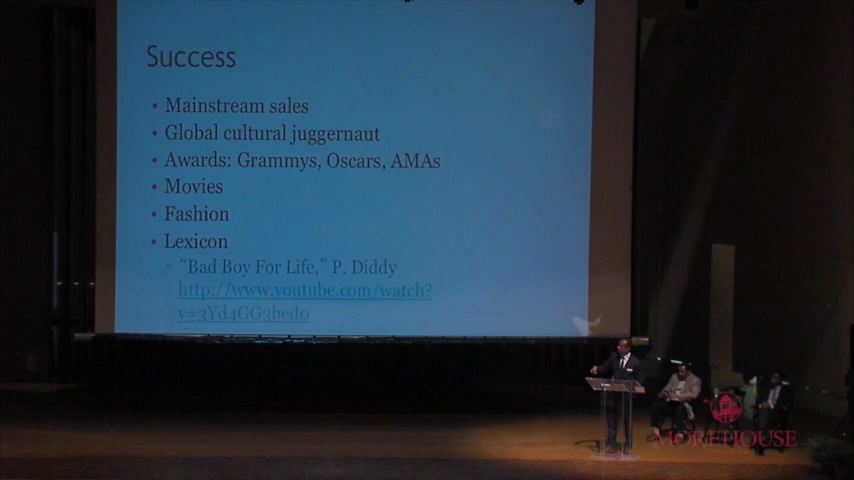 Success
• Mainstream sales
• Global cultural juggernaut
• Awards: Grammys, Oscars, AMAs
• Movies
• Fashion
• Lexicon
▫ “Bad Boy For Life,” P. Diddy
http://www.youtube.com/watch?
v=3Yd4GG3bed0
MOREHOUSE